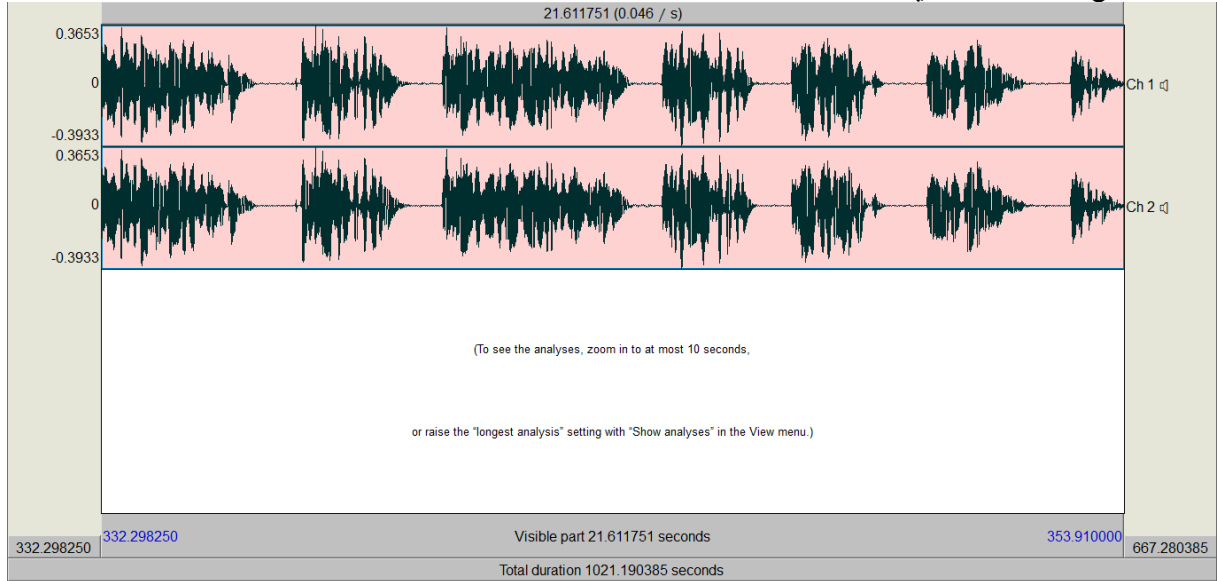 21.611751 (0.046 / s)
0.3653
0
-0.3933
Ch 1
0.3653
0
-0.3933
Ch 2
(To see the analyses, zoom in to at most 10 seconds,
or raise the “longest analysis” setting with “Show analyses” in the View menu.)
332.298250 332.298250 Visible part 21.611751 seconds 353.910000 667.280385
Total duration 1021.190385 seconds